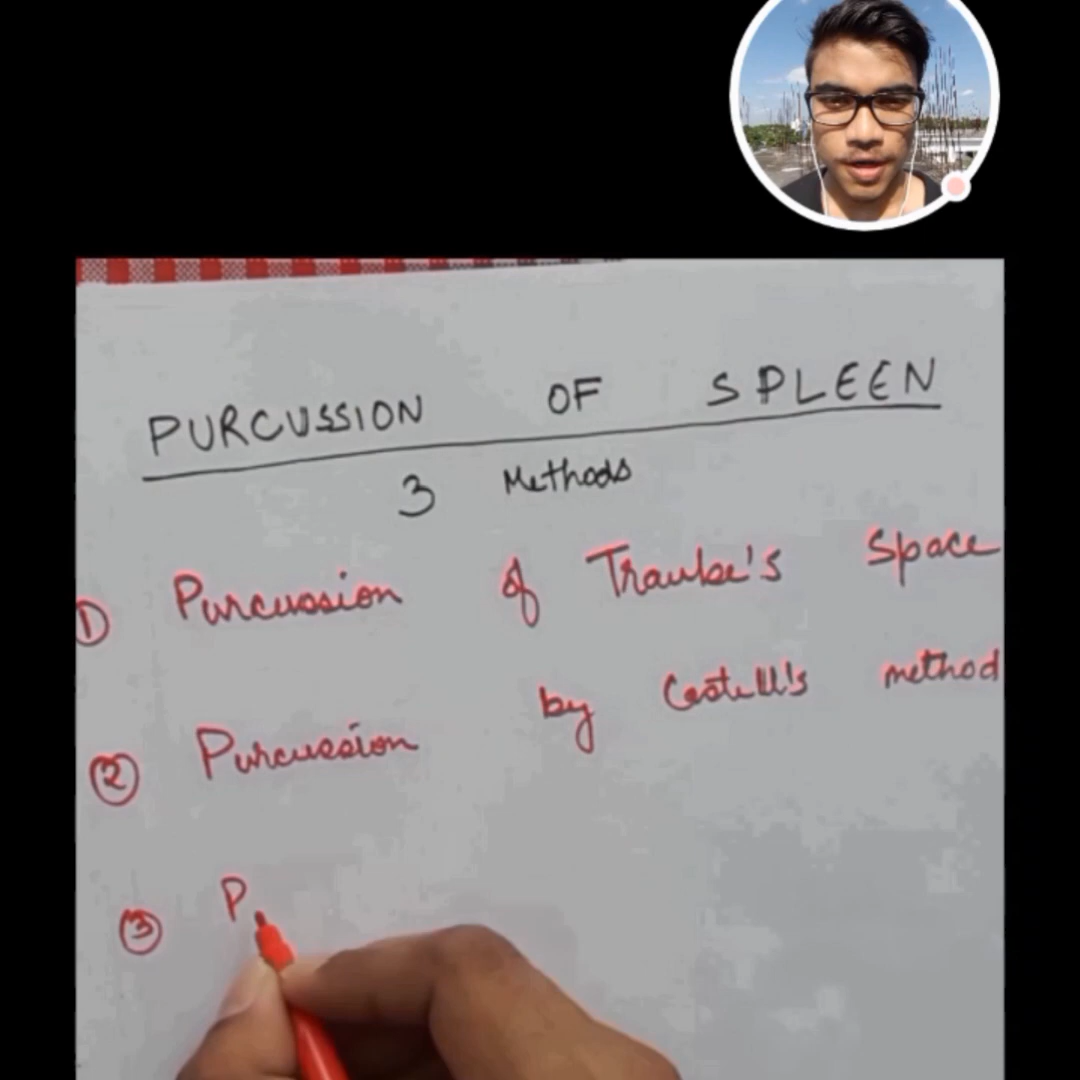 PURCUSSION OF SPLEEN
3 Methods
① Purcussion of Traube's Space
② Purcussion by Castell's method
③ P